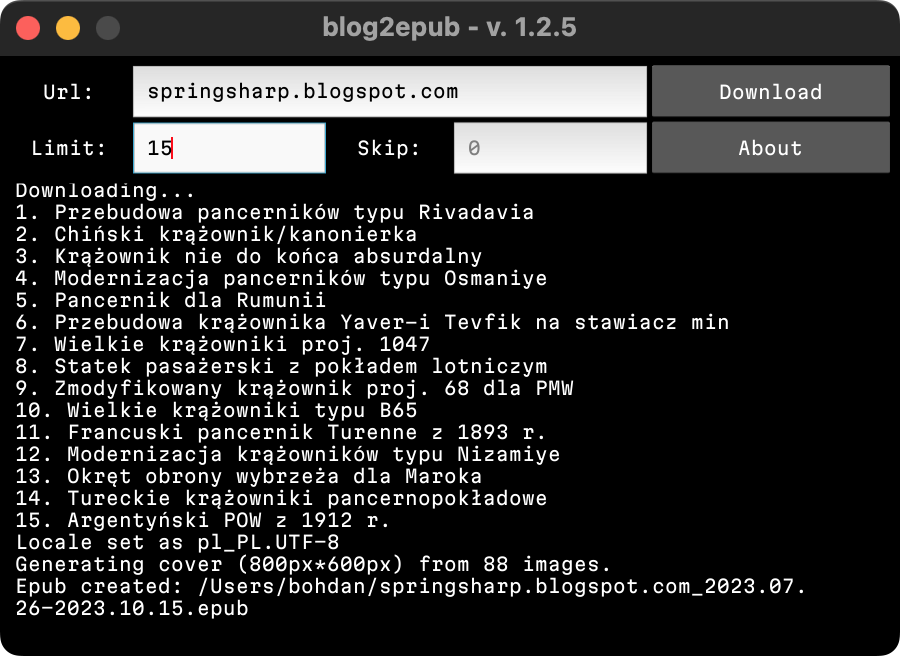 blog2epub - v. 1.2.5
Url: springsharp.blogspot.com Download
Limit: 15 Skip: 0 About
Downloading...
1. Przebudowa pancerników typu Rivadavia
2. Chiński krążownik/kanonierka
3. Krążownik nie do końca absurdalny
4. Modernizacja pancerników typu Osmaniye
5. Pancernik dla Rumunii
6. Przebudowa krążownika Yaver-i Tevfik na stawiacz min
7. Wielkie krążowniki proj. 1047
8. Statek pasażerski z pokładem lotniczym
9. Zmodyfikowany krążownik proj. 68 dla PMW
10. Wielkie krążowniki typu B65
11. Francuski pancernik Turenne z 1893 r.
12. Modernizacja krążowników typu Nizamiye
13. Okręt obrony wybrzeża dla Maroka
14. Tureckie krążowniki pancernopokładowe
15. Argentyński POW z 1912 r.
Locale set as pl_PL.UTF-8
Generating cover (800px*600px) from 88 images.
Epub created: /Users/bohdan/springsharp.blogspot.com_2023.07.
26-2023.10.15.epub